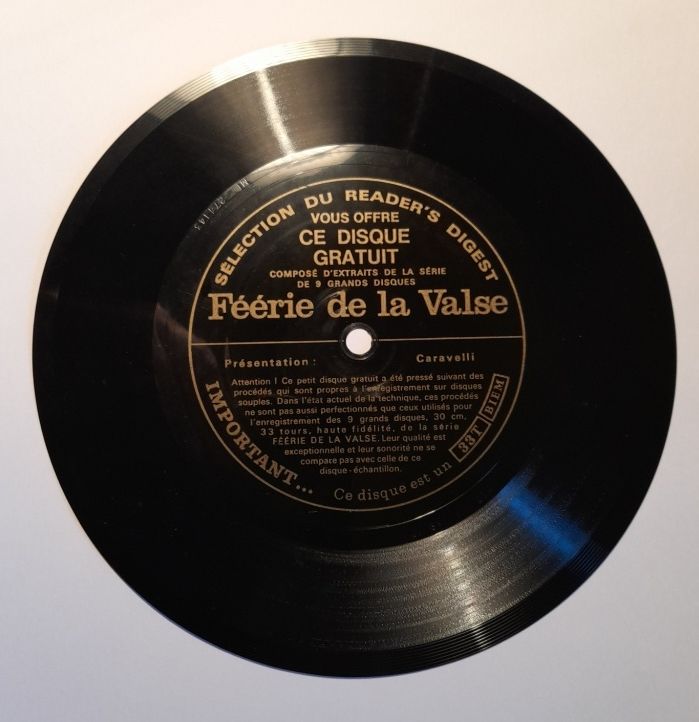 SÉLECTION DU READER'S DIGEST
VOUS OFFRE
CE DISQUE
GRATUIT
COMPOSÉ D'EXTRAITS DE LA SÉRIE
DE 9 GRANDS DISQUES
Féérie de la Valse
Présentation : Caravelli
Attention ! Ce petit disque gratuit a été pressé suivant des
procédés qui sont propres à l'enregistrement sur disques
souples. Dans l'état actuel de la technique, ces procédés
ne sont pas aussi perfectionnés que ceux utilisés pour
l'enregistrement des 9 grands disques, 30 cm,
33 tours, haute fidélité, de la série
FÉÉRIE DE LA VALSE. Leur qualité est
exceptionnelle et leur sonorité ne se
compare pas avec celle de ce
disque-échantillon.
IMPORTANT... Ce disque est un 33T BIEM